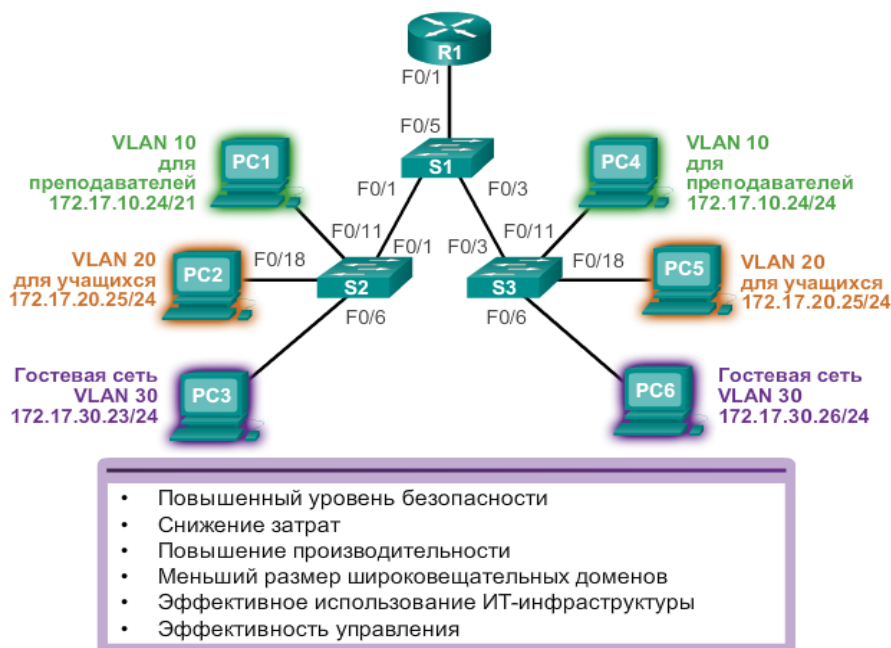 R1
F0/1
F0/5
S1
VLAN 10
для
преподавателей
172.17.10.24/21
PC1
PC4
VLAN 10
для
преподавателей
172.17.10.24/24
F0/1
F0/3
F0/11
F0/1
F0/3
F0/11
VLAN 20
для учащихся
172.17.20.25/24
PC2
F0/18
S2
S3
F0/18
PC5
VLAN 20
для учащихся
172.17.20.25/24
F0/6
F0/6
Гостевая сеть
VLAN 30
172.17.30.23/24
PC3
PC6
Гостевая сеть
VLAN 30
172.17.30.26/24
• Повышенный уровень безопасности
• Снижение затрат
• Повышение производительности
• Меньший размер широковещательных доменов
• Эффективное использование ИТ-инфраструктуры
• Эффективность управления